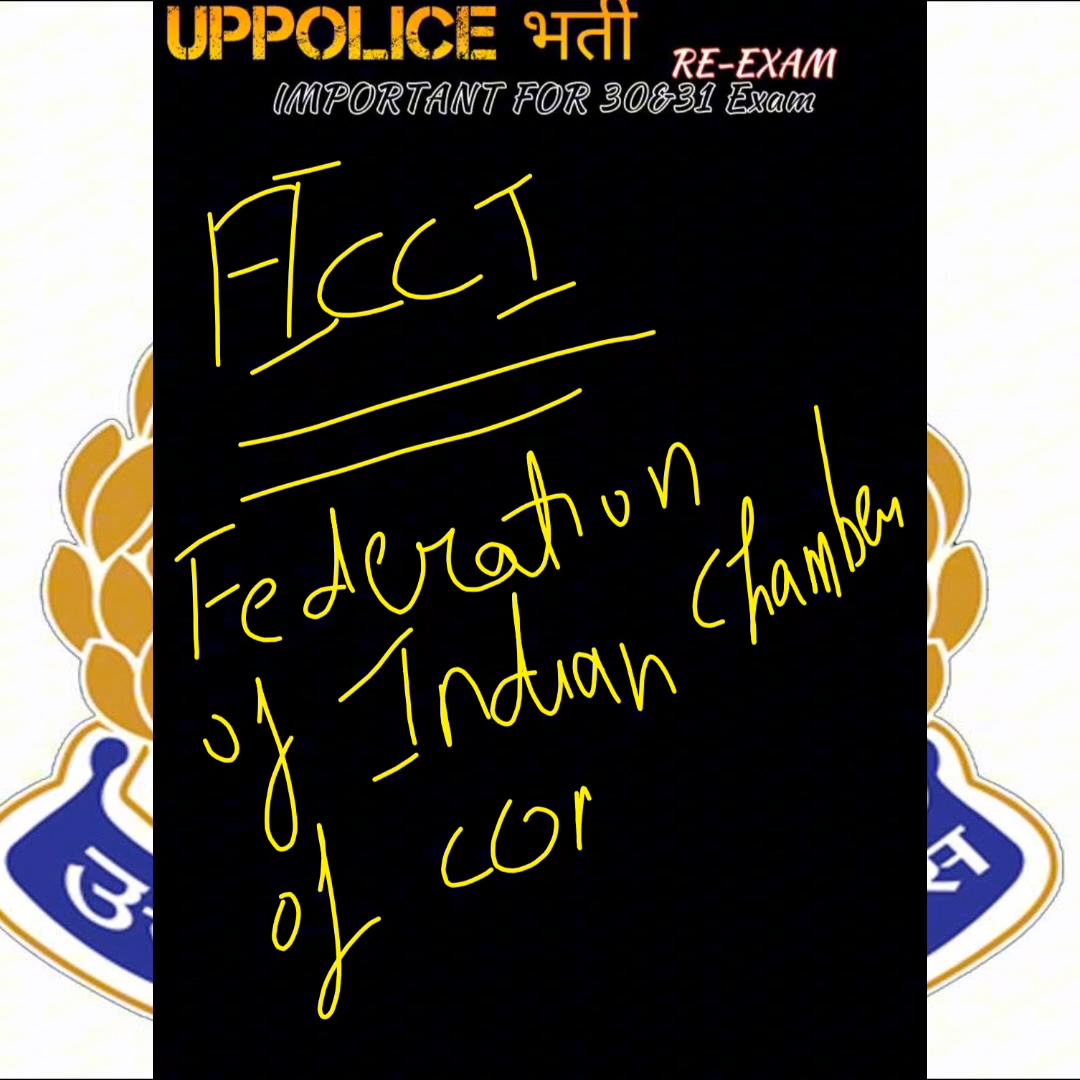 UPPOLICE भर्ती
RE-EXAM
IMPORTANT FOR 30&31 Exam
FICCI
Federation
of Indian Chamber
of cor